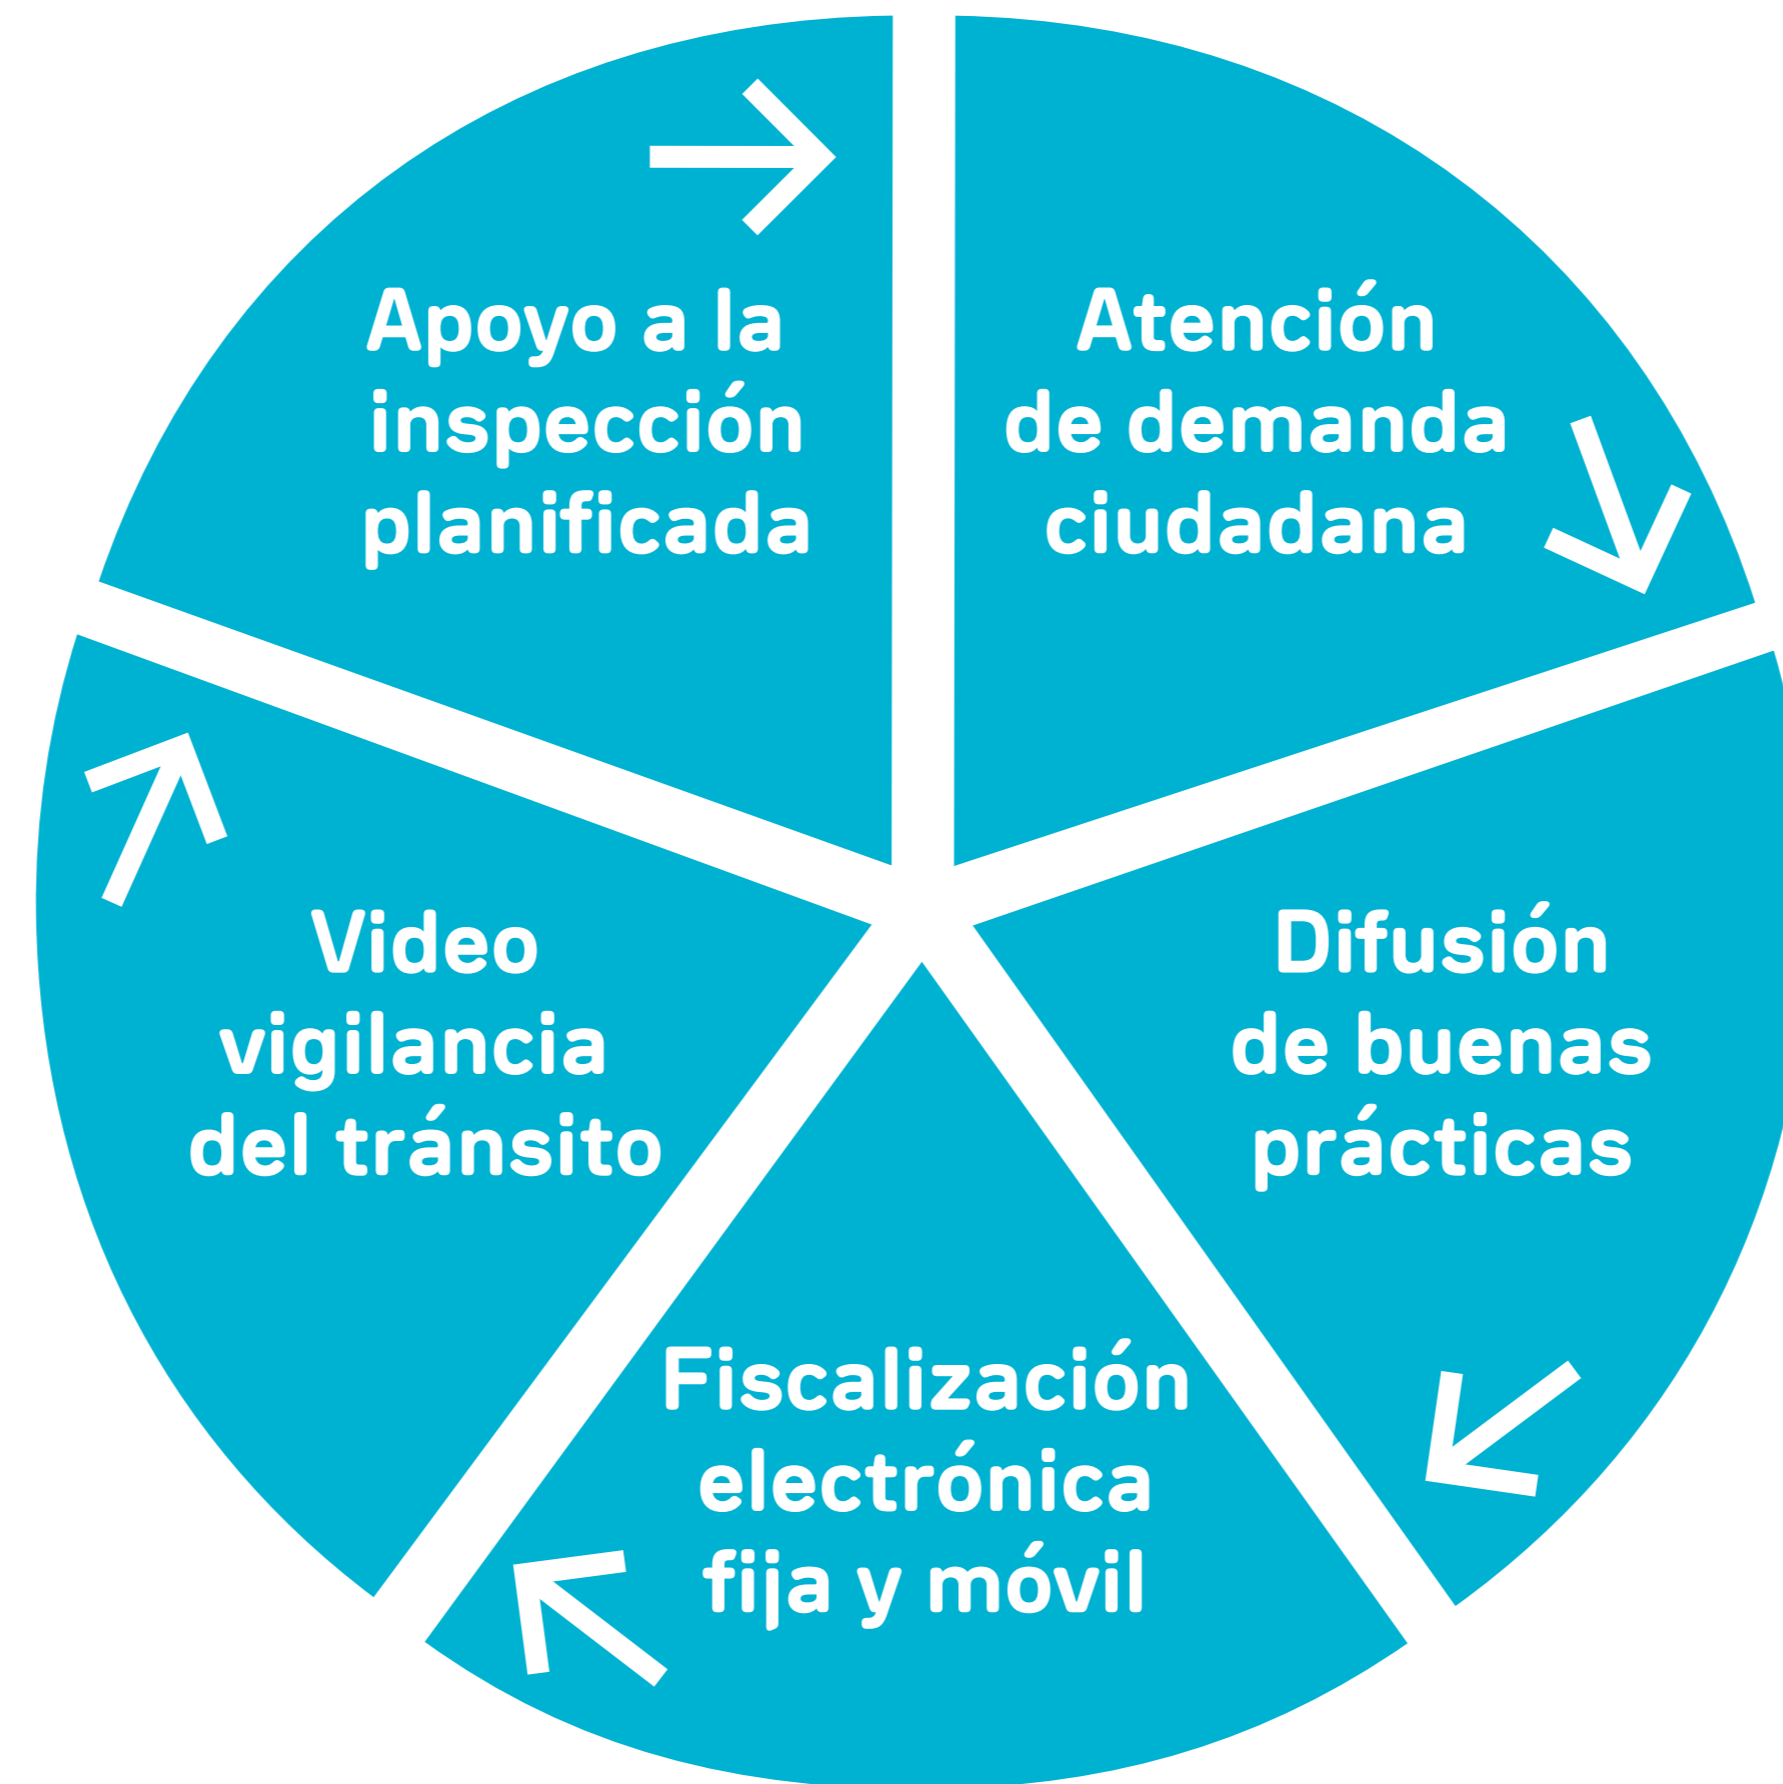 Apoyo a la
inspección
planificada
Atención
de demanda
ciudadana
Difusión
de buenas
prácticas
Fiscalización
electrónica
fija y móvil
Video
vigilancia
del tránsito